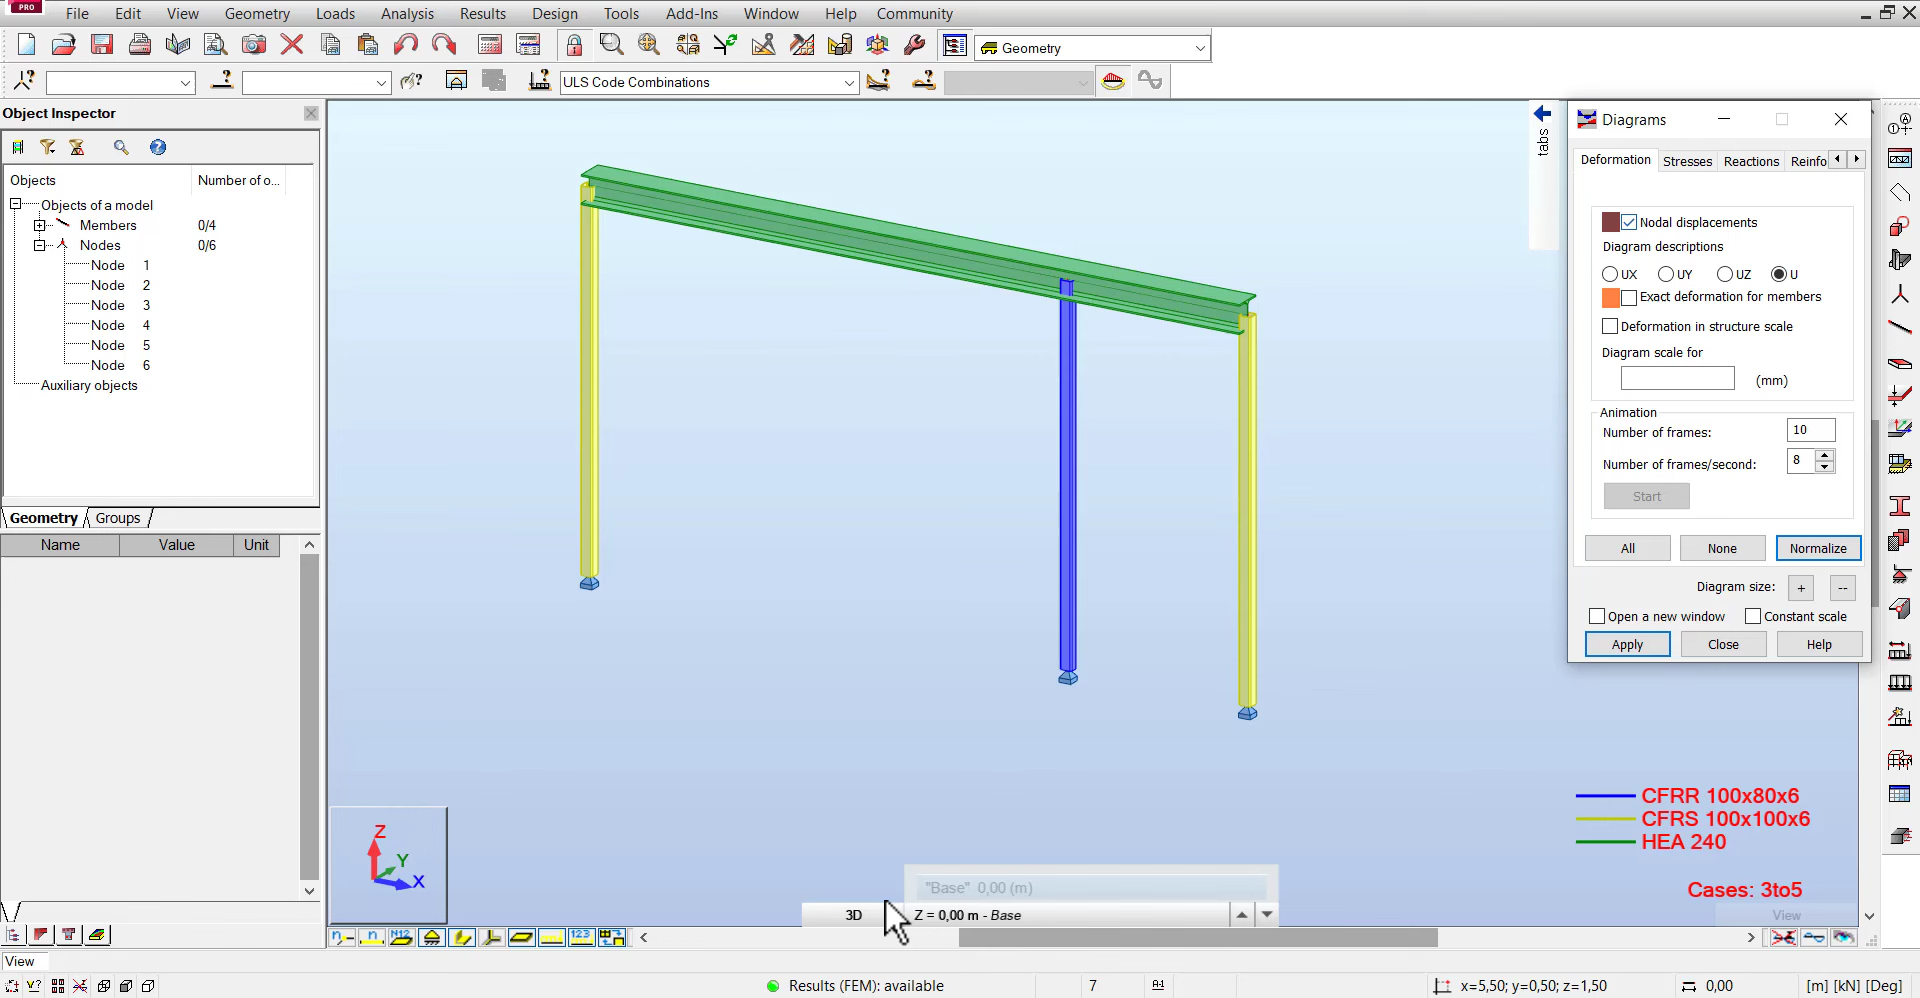 PRO
File Edit View Geometry Loads Analysis Results Design Tools Add-Ins Window Help Community
Geometry
ULS Code Combinations
Object Inspector
Objects Number of o...
Objects of a model
Members 0/4
Nodes 0/6
Node 1
Node 2
Node 3
Node 4
Node 5
Node 6
Auxiliary objects
Geometry Groups
Name Value Unit
tabs
Diagrams
Deformation Stresses Reactions Reinfo
Nodal displacements
Diagram descriptions
UX UY UZ U
Exact deformation for members
Deformation in structure scale
Diagram scale for
(mm)
Animation
Number of frames: 10
Number of frames/second: 8
Start
All None Normalize
Diagram size: + --
Open a new window Constant scale
Apply Close Help
CFRR 100x80x6
CFRS 100x100x6
HEA 240
Cases: 3to5
Z
Y
X
"Base" 0,00 (m)
3D Z = 0,00 m - Base
View
View
Results (FEM): available 7 x=5,50; y=0,50; z=1,50 0,00 [m] [kN] [Deg]